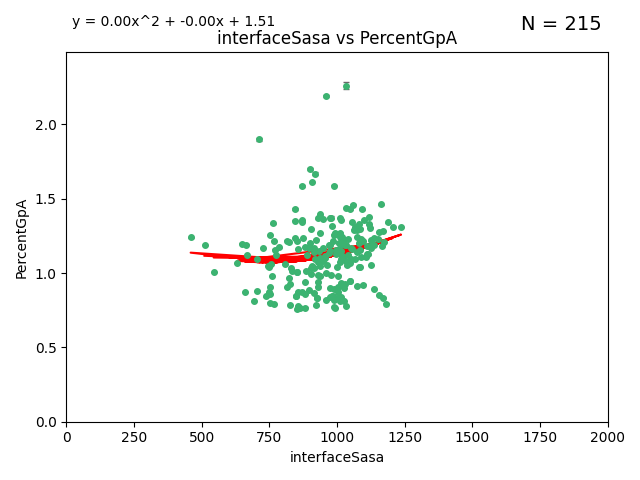 y = 0.00x^2 + -0.00x + 1.51
N = 215
interfaceSasa vs PercentGpA
PercentGpA
2.0
1.5
1.0
0.5
0.0
0 250 500 750 1000 1250 1500 1750 2000
interfaceSasa